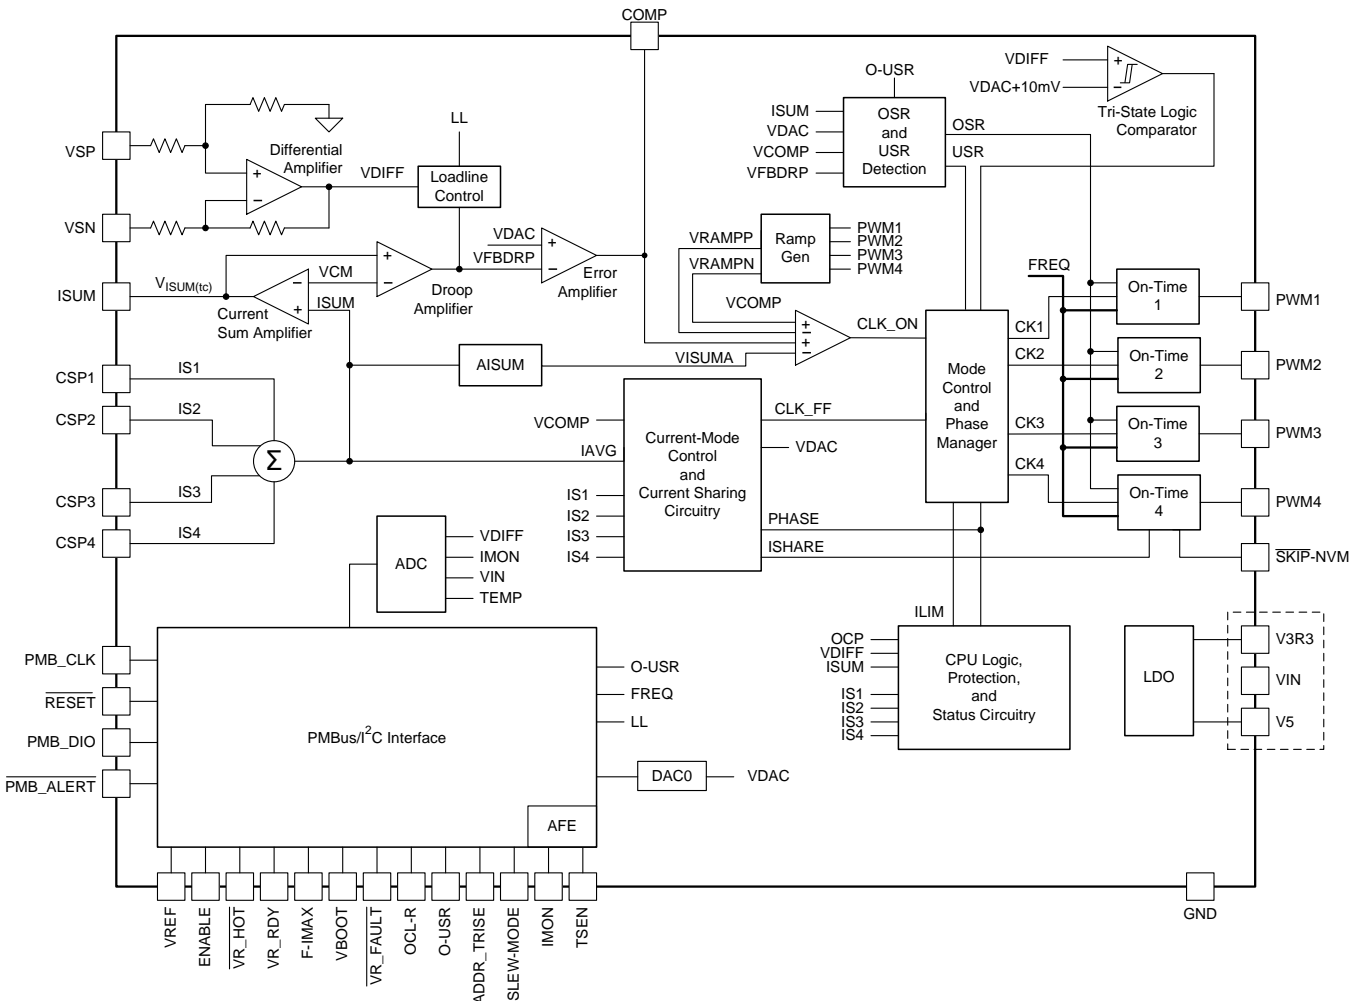 COMP
VDIFF
+
VDAC+10mV
−
Tri-State Logic
Comparator
O-USR
ISUM
VDAC
VCOMP
VFBDRP
OSR
and
USR
Detection
OSR
USR
VSP
Differential
Amplifier
+
−
VSN
VDIFF
LL
Loadline
Control
VDAC
VFBDRP
+
−
Error
Amplifier
ISUM
VISUM(tc)
VCM
ISUM
−
+
Current
Sum Amplifier
+
−
Droop
Amplifier
VRAMPP
VRAMPN
Ramp
Gen
PWM1
PWM2
PWM3
PWM4
VCOMP
+
−
+
−
CLK_ON
VISUMA
AISUM
FREQ
CK1
CK2
CK3
CK4
Mode
Control
and
Phase
Manager
On-Time
1
On-Time
2
On-Time
3
On-Time
4
PWM1
PWM2
PWM3
PWM4
SKIP-NVM
CSP1
CSP2
CSP3
CSP4
IS1
IS2
IS3
IS4
Σ
VCOMP
IAVG
IS1
IS2
IS3
IS4
Current-Mode
Control
and
Current Sharing
Circuitry
CLK_FF
VDAC
PHASE
ISHARE
ADC
VDIFF
IMON
VIN
TEMP
ILIM
OCP
VDIFF
ISUM
IS1
IS2
IS3
IS4
CPU Logic,
Protection,
and
Status Circuitry
LDO
V3R3
VIN
V5
PMB_CLK
RESET
PMB_DIO
PMB_ALERT
PMBus/I2C Interface
O-USR
FREQ
LL
DAC0
VDAC
AFE
VREF
ENABLE
VR_HOT
VR_RDY
F-IMAX
VBOOT
VR_FAULT
OCL-R
O-USR
ADDR_TRISE
SLEW-MODE
IMON
TSEN
GND